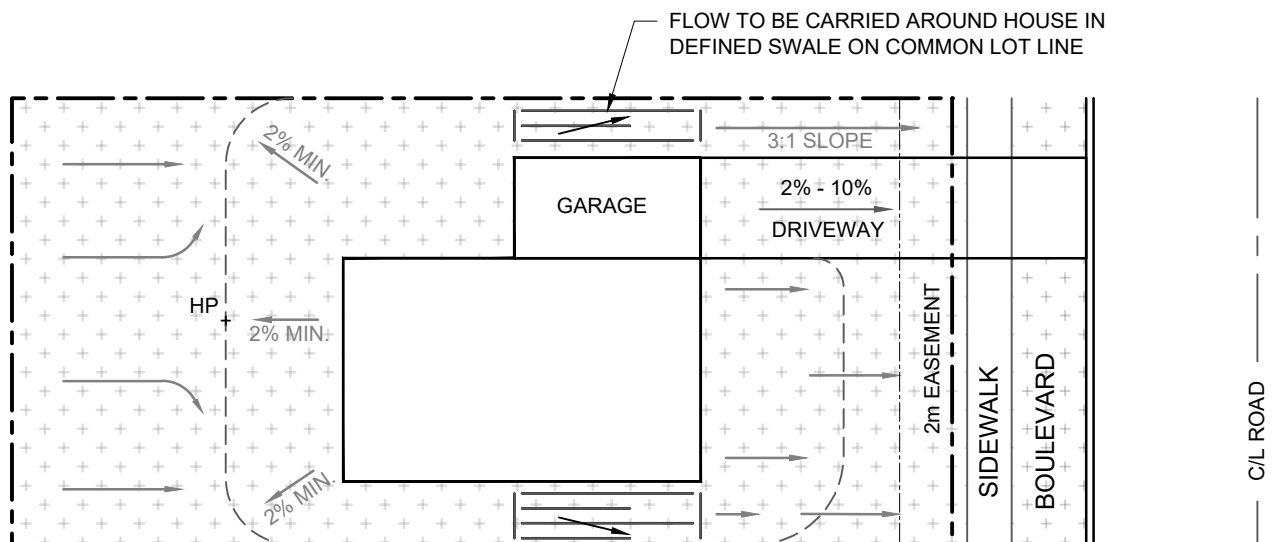 FLOW TO BE CARRIED AROUND HOUSE IN
DEFINED SWALE ON COMMON LOT LINE
2% MIN.
3:1 SLOPE
GARAGE
2% - 10%
DRIVEWAY
HP
2% MIN.
2m EASEMENT
SIDEWALK
BOULEVARD
C/L ROAD
2% MIN.